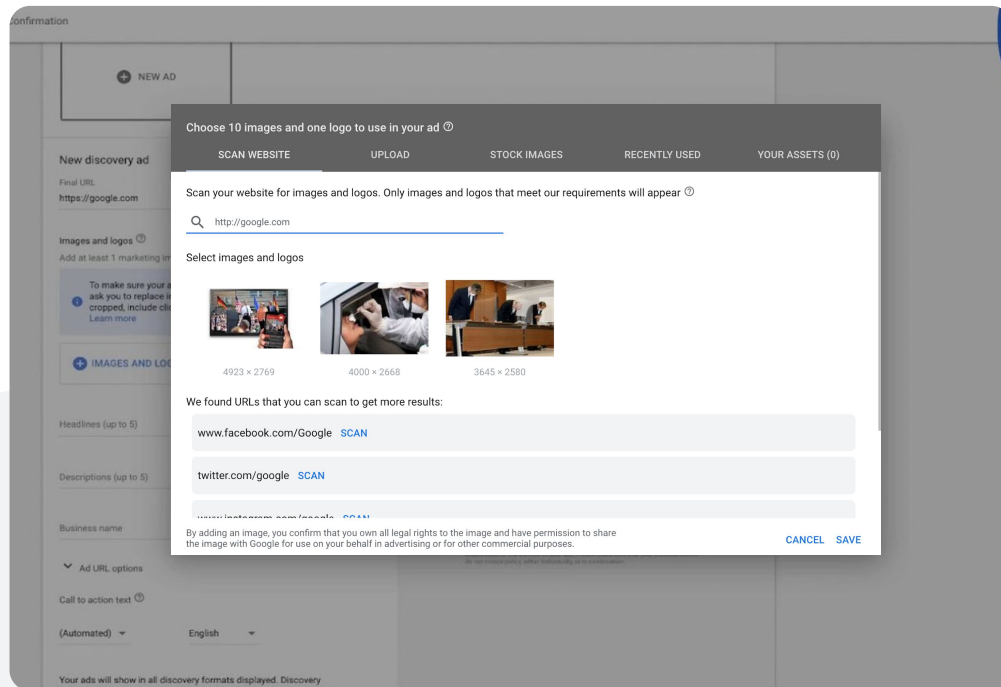 onfirmation
NEW AD
Choose 10 images and one logo to use in your ad
SCAN WEBSITE
UPLOAD
STOCK IMAGES
RECENTLY USED
YOUR ASSETS (0)
New discovery ad
Final URL
https://google.com
Scan your website for images and logos. Only images and logos that meet our requirements will appear
http://google.com
Images and logos
Add at least 1 marketing im
Select images and logos
To make sure your a
ask you to replace i
cropped, include cli
Learn more
IMAGES AND LOG
4923 × 2769
4000 × 2668
3645 × 2580
We found URLs that you can scan to get more results:
Headlines (up to 5)
www.facebook.com/Google SCAN
Descriptions (up to 5)
twitter.com/google SCAN
www.instagram.com/google SCAN
Business name
By adding an image, you confirm that you own all legal rights to the image and have permission to share
the image with Google for use on your behalf in advertising or for other commercial purposes.
CANCEL SAVE
Ad URL options
Call to action text
(Automated)
English
Your ads will show in all discovery formats displayed. Discovery